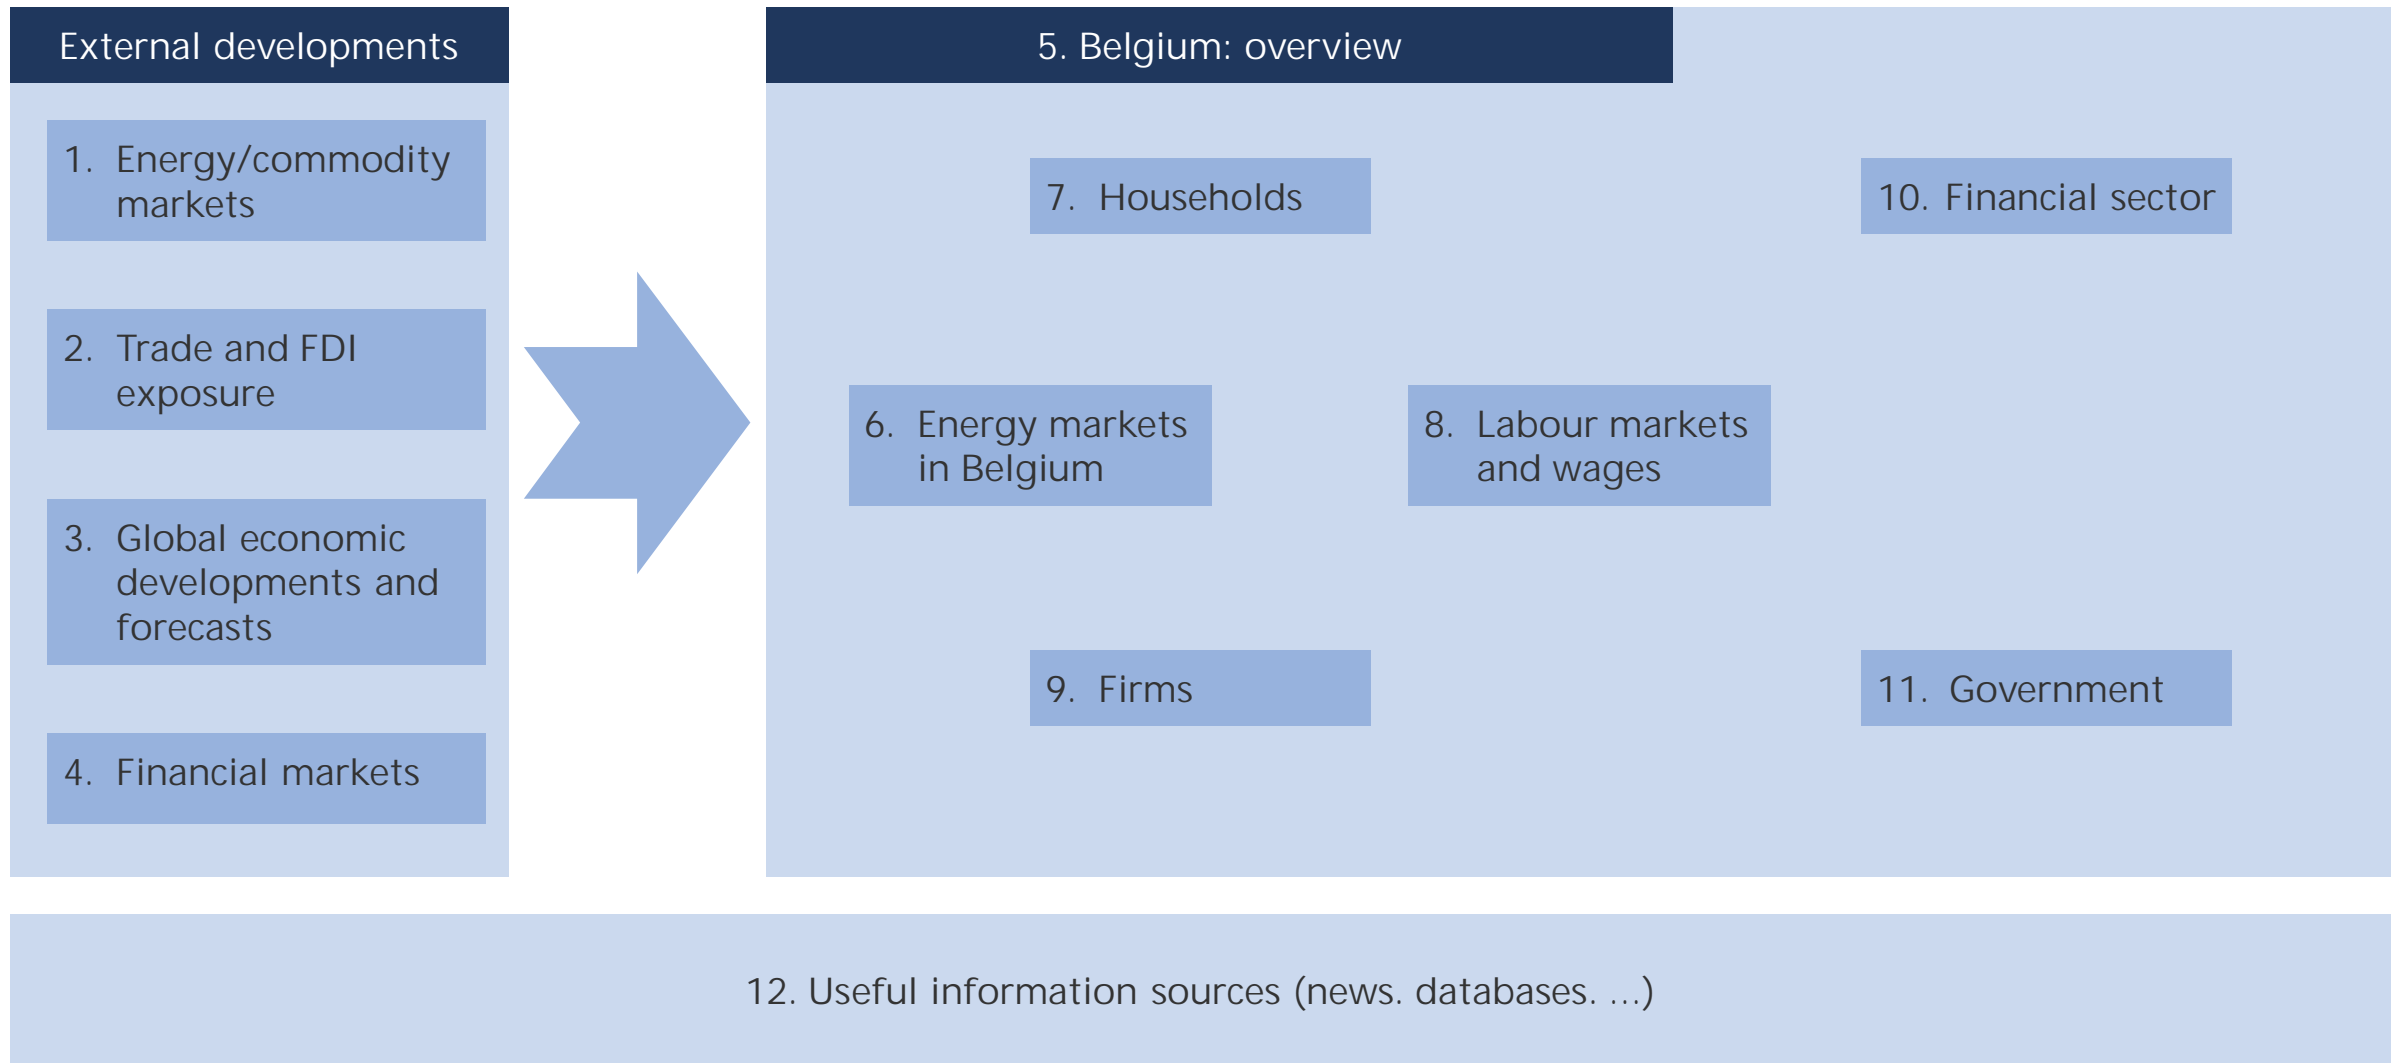 External developments
1. Energy/commodity
markets
2. Trade and FDI
exposure
3. Global economic
developments and
forecasts
4. Financial markets
5. Belgium: overview
7. Households
10. Financial sector
6. Energy markets
in Belgium
8. Labour markets
and wages
9. Firms
11. Government
12. Useful information sources (news. databases. …)